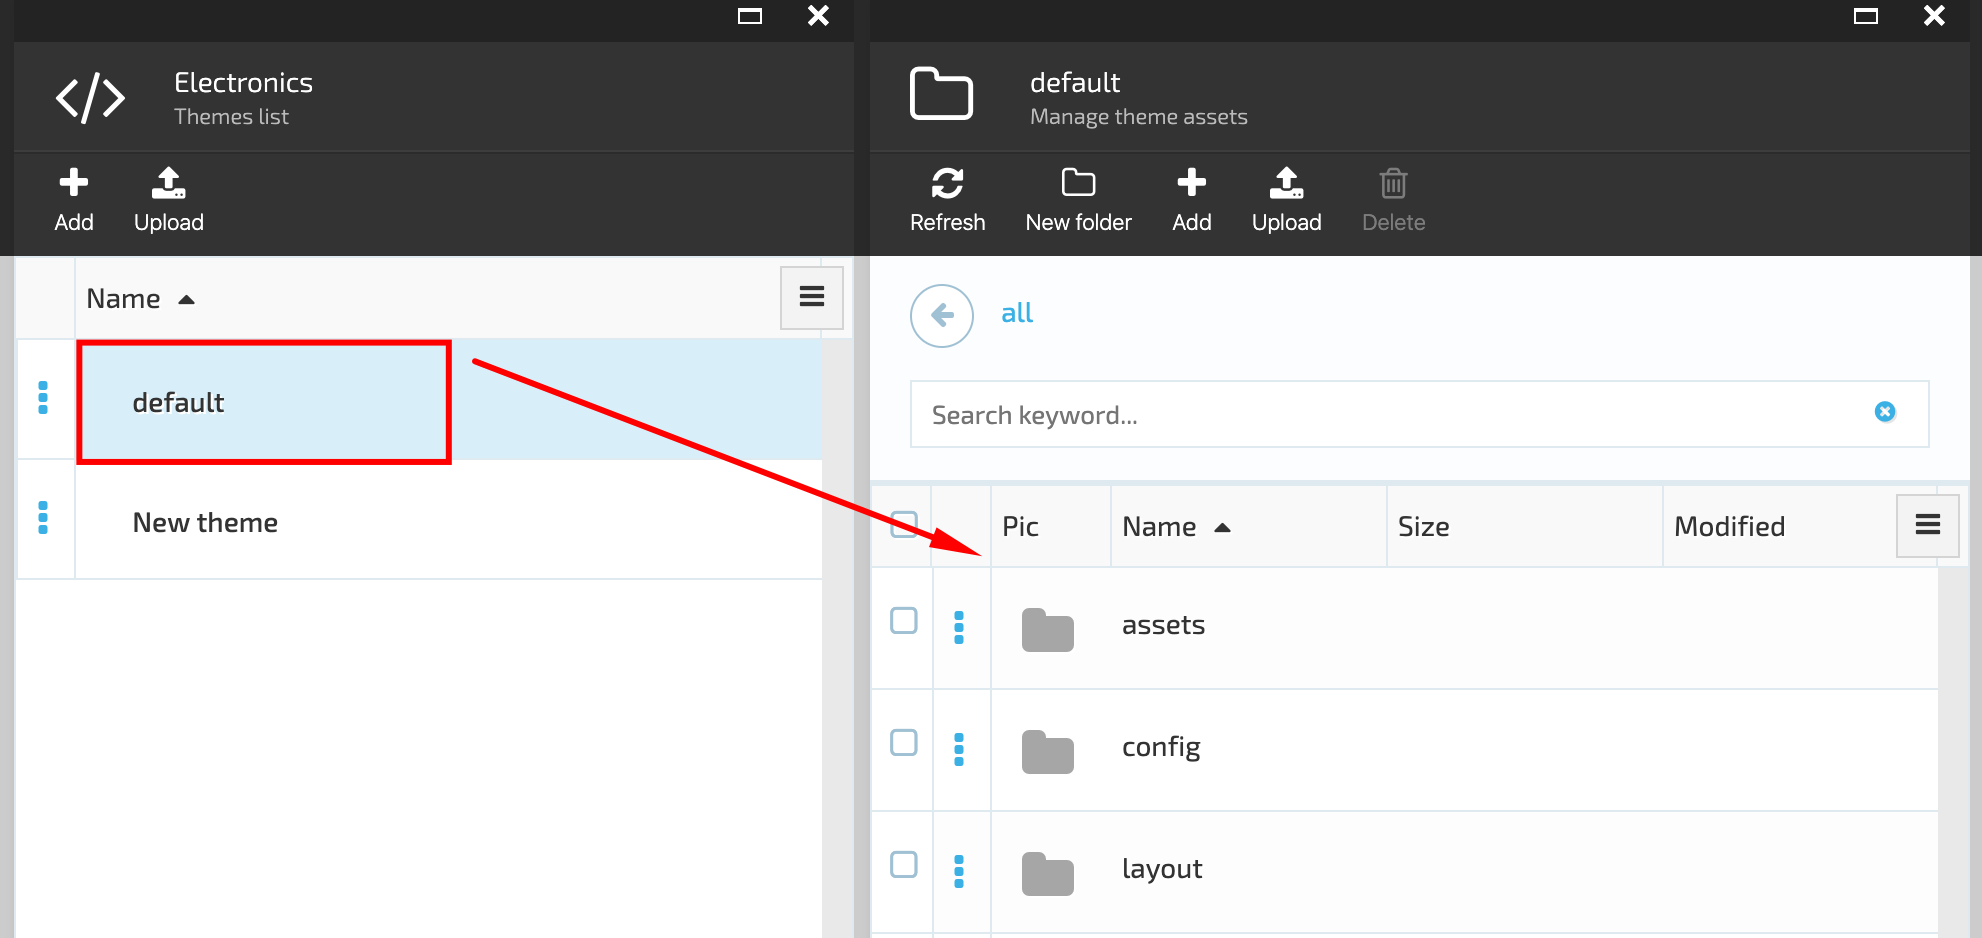 Electronics
Themes list
Add
Upload
Name
default
New theme
default
Manage theme assets
Refresh
New folder
Add
Upload
Delete
all
Search keyword...
Pic
Name
Size
Modified
assets
config
layout